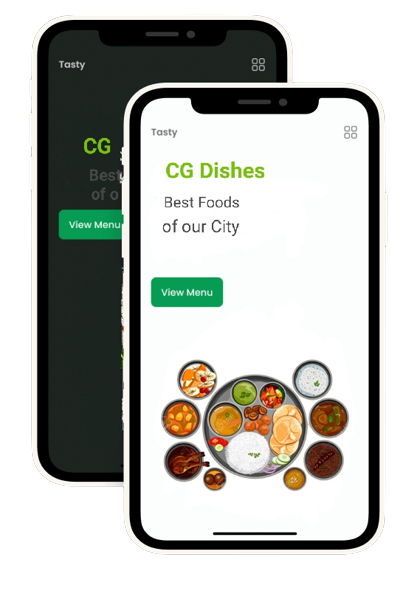 Tasty
CG
Best
of o
View Menu
Tasty
CG Dishes
Best Foods
of our City
View Menu